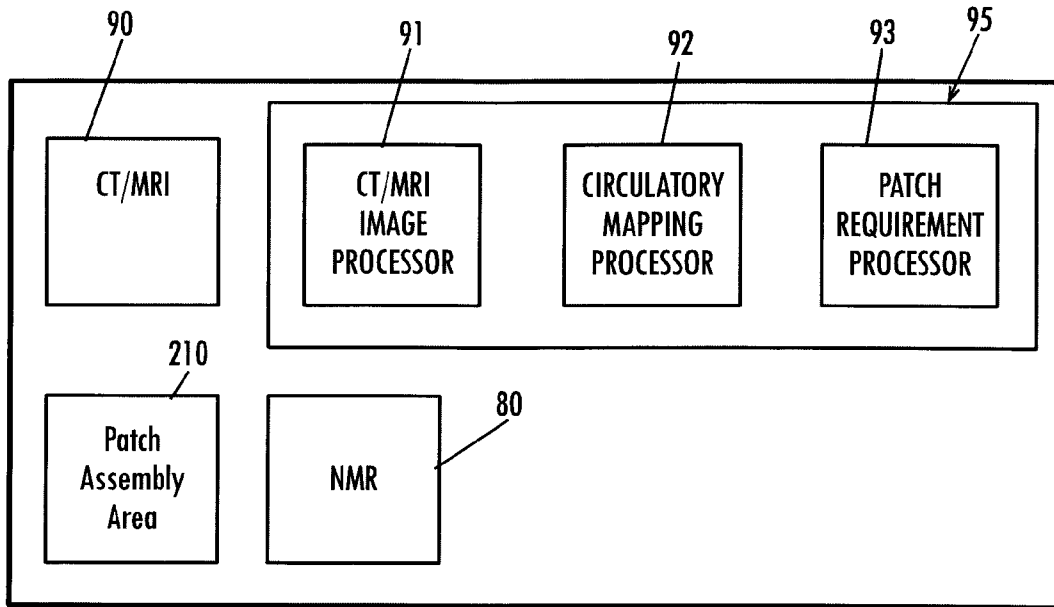 90
91
92
93
95
CT/MRI
CT/MRI
IMAGE
PROCESSOR
CIRCULATORY
MAPPING
PROCESSOR
PATCH
REQUIREMENT
PROCESSOR
210
80
Patch
Assembly
Area
NMR